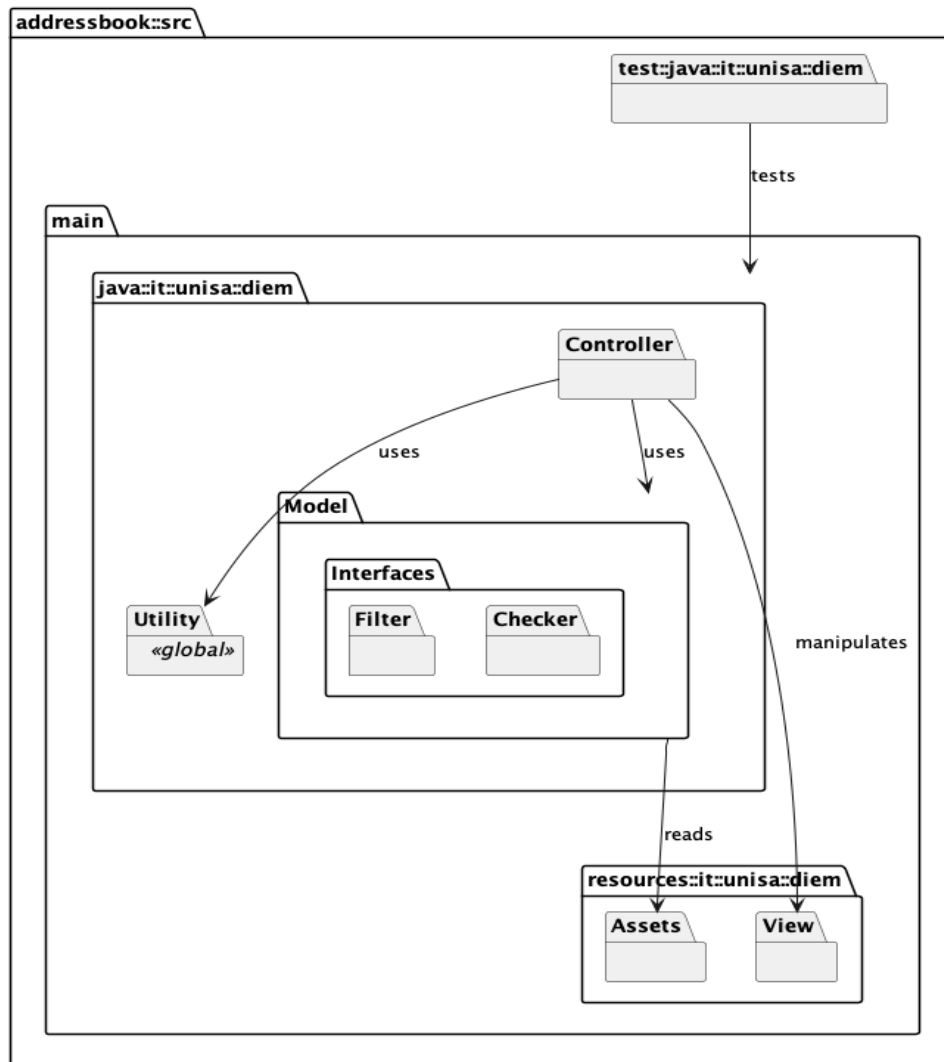 addressbook::src
test::java::it::unisa::diem
tests
main
java::it::unisa::diem
Controller
uses
uses
Model
Interfaces
Filter
Checker
Utility
«global»
manipulates
reads
resources::it::unisa::diem
Assets
View